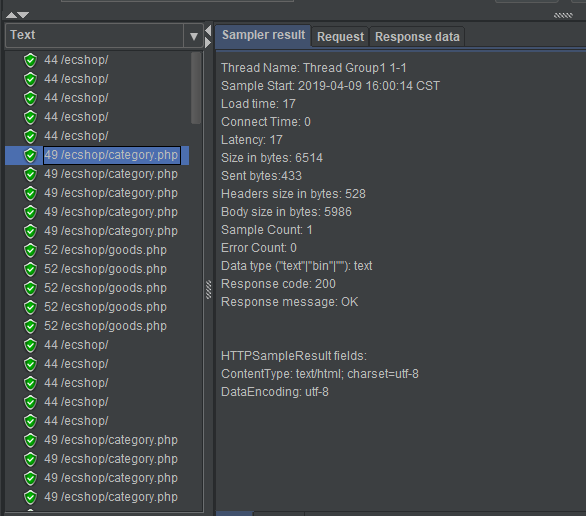 Text
44 /ecshop/
44 /ecshop/
44 /ecshop/
44 /ecshop/
44 /ecshop/
49 /ecshop/category.php
49 /ecshop/category.php
49 /ecshop/category.php
49 /ecshop/category.php
49 /ecshop/category.php
52 /ecshop/goods.php
52 /ecshop/goods.php
52 /ecshop/goods.php
52 /ecshop/goods.php
52 /ecshop/goods.php
44 /ecshop/
44 /ecshop/
44 /ecshop/
44 /ecshop/
44 /ecshop/
49 /ecshop/category.php
49 /ecshop/category.php
49 /ecshop/category.php
49 /ecshop/category.php
Sampler result Request Response data
Thread Name: Thread Group1 1-1
Sample Start: 2019-04-09 16:00:14 CST
Load time: 17
Connect Time: 0
Latency: 17
Size in bytes: 6514
Sent bytes:433
Headers size in bytes: 528
Body size in bytes: 5986
Sample Count: 1
Error Count: 0
Data type ("text"|"bin"|""): text
Response code: 200
Response message: OK
HTTPSampleResult fields:
ContentType: text/html; charset=utf-8
DataEncoding: utf-8